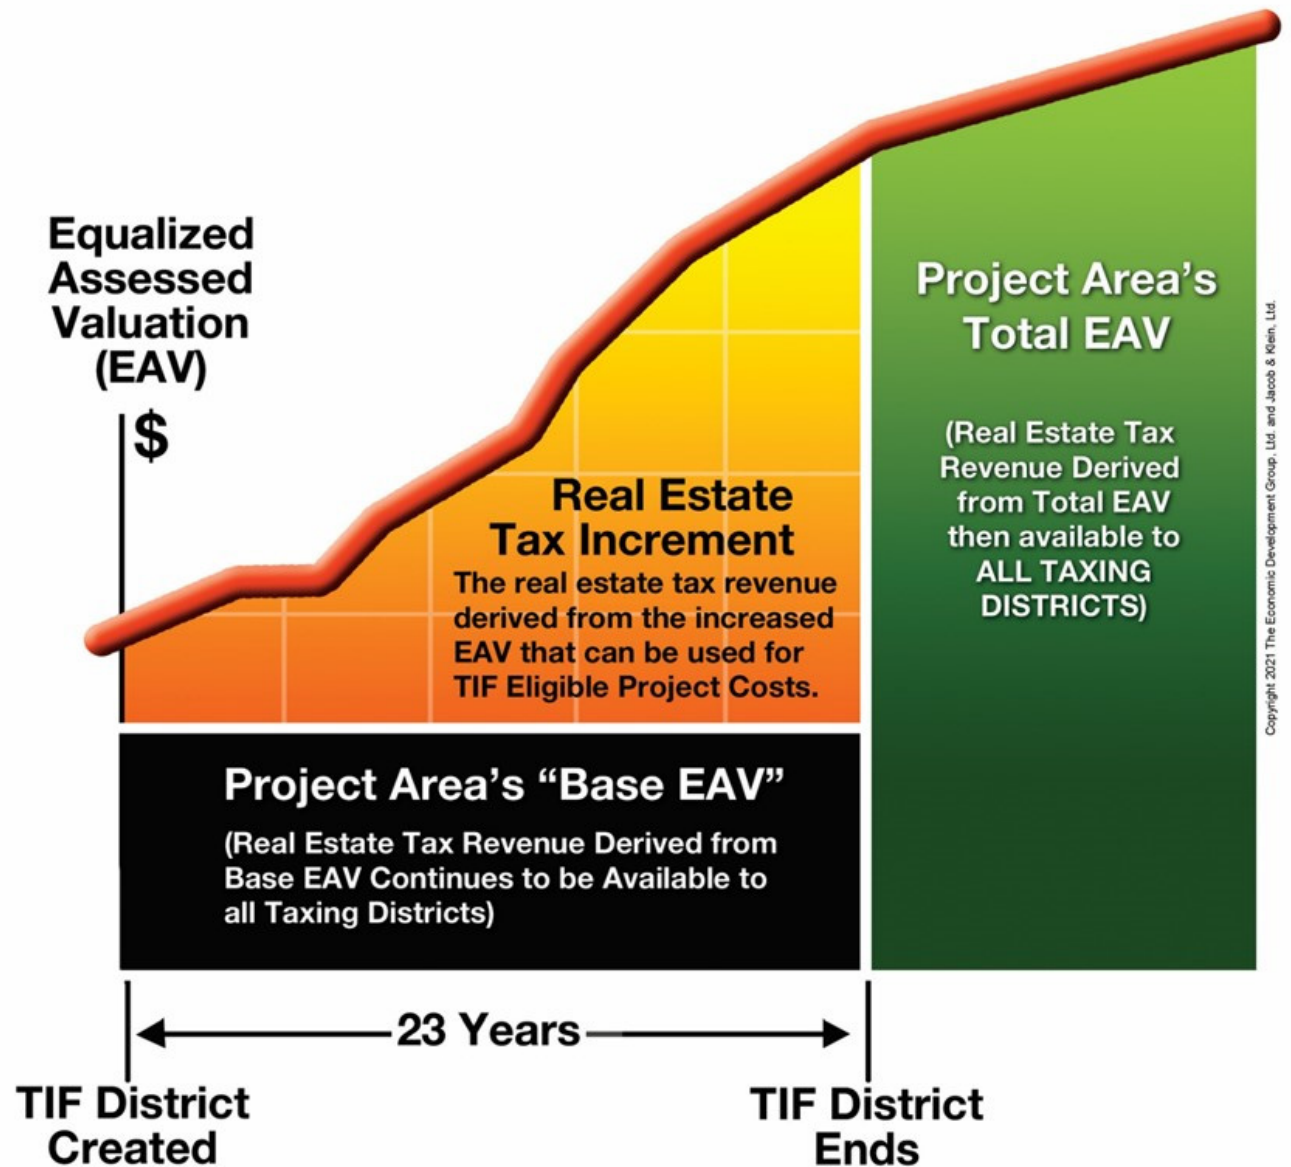 Equalized
Assessed
Valuation
(EAV)
$
Real Estate
Tax Increment
The real estate tax revenue
derived from the increased
EAV that can be used for
TIF Eligible Project Costs.
Project Area’s “Base EAV”
(Real Estate Tax Revenue Derived from
Base EAV Continues to be Available to
all Taxing Districts)
Project Area’s
Total EAV
(Real Estate Tax
Revenue Derived
from Total EAV
then available to
ALL TAXING
DISTRICTS)
Copyright 2021 The Economic Development Group, Ltd. and Jacob & Klein, Ltd.
23 Years
TIF District
Created
TIF District
Ends